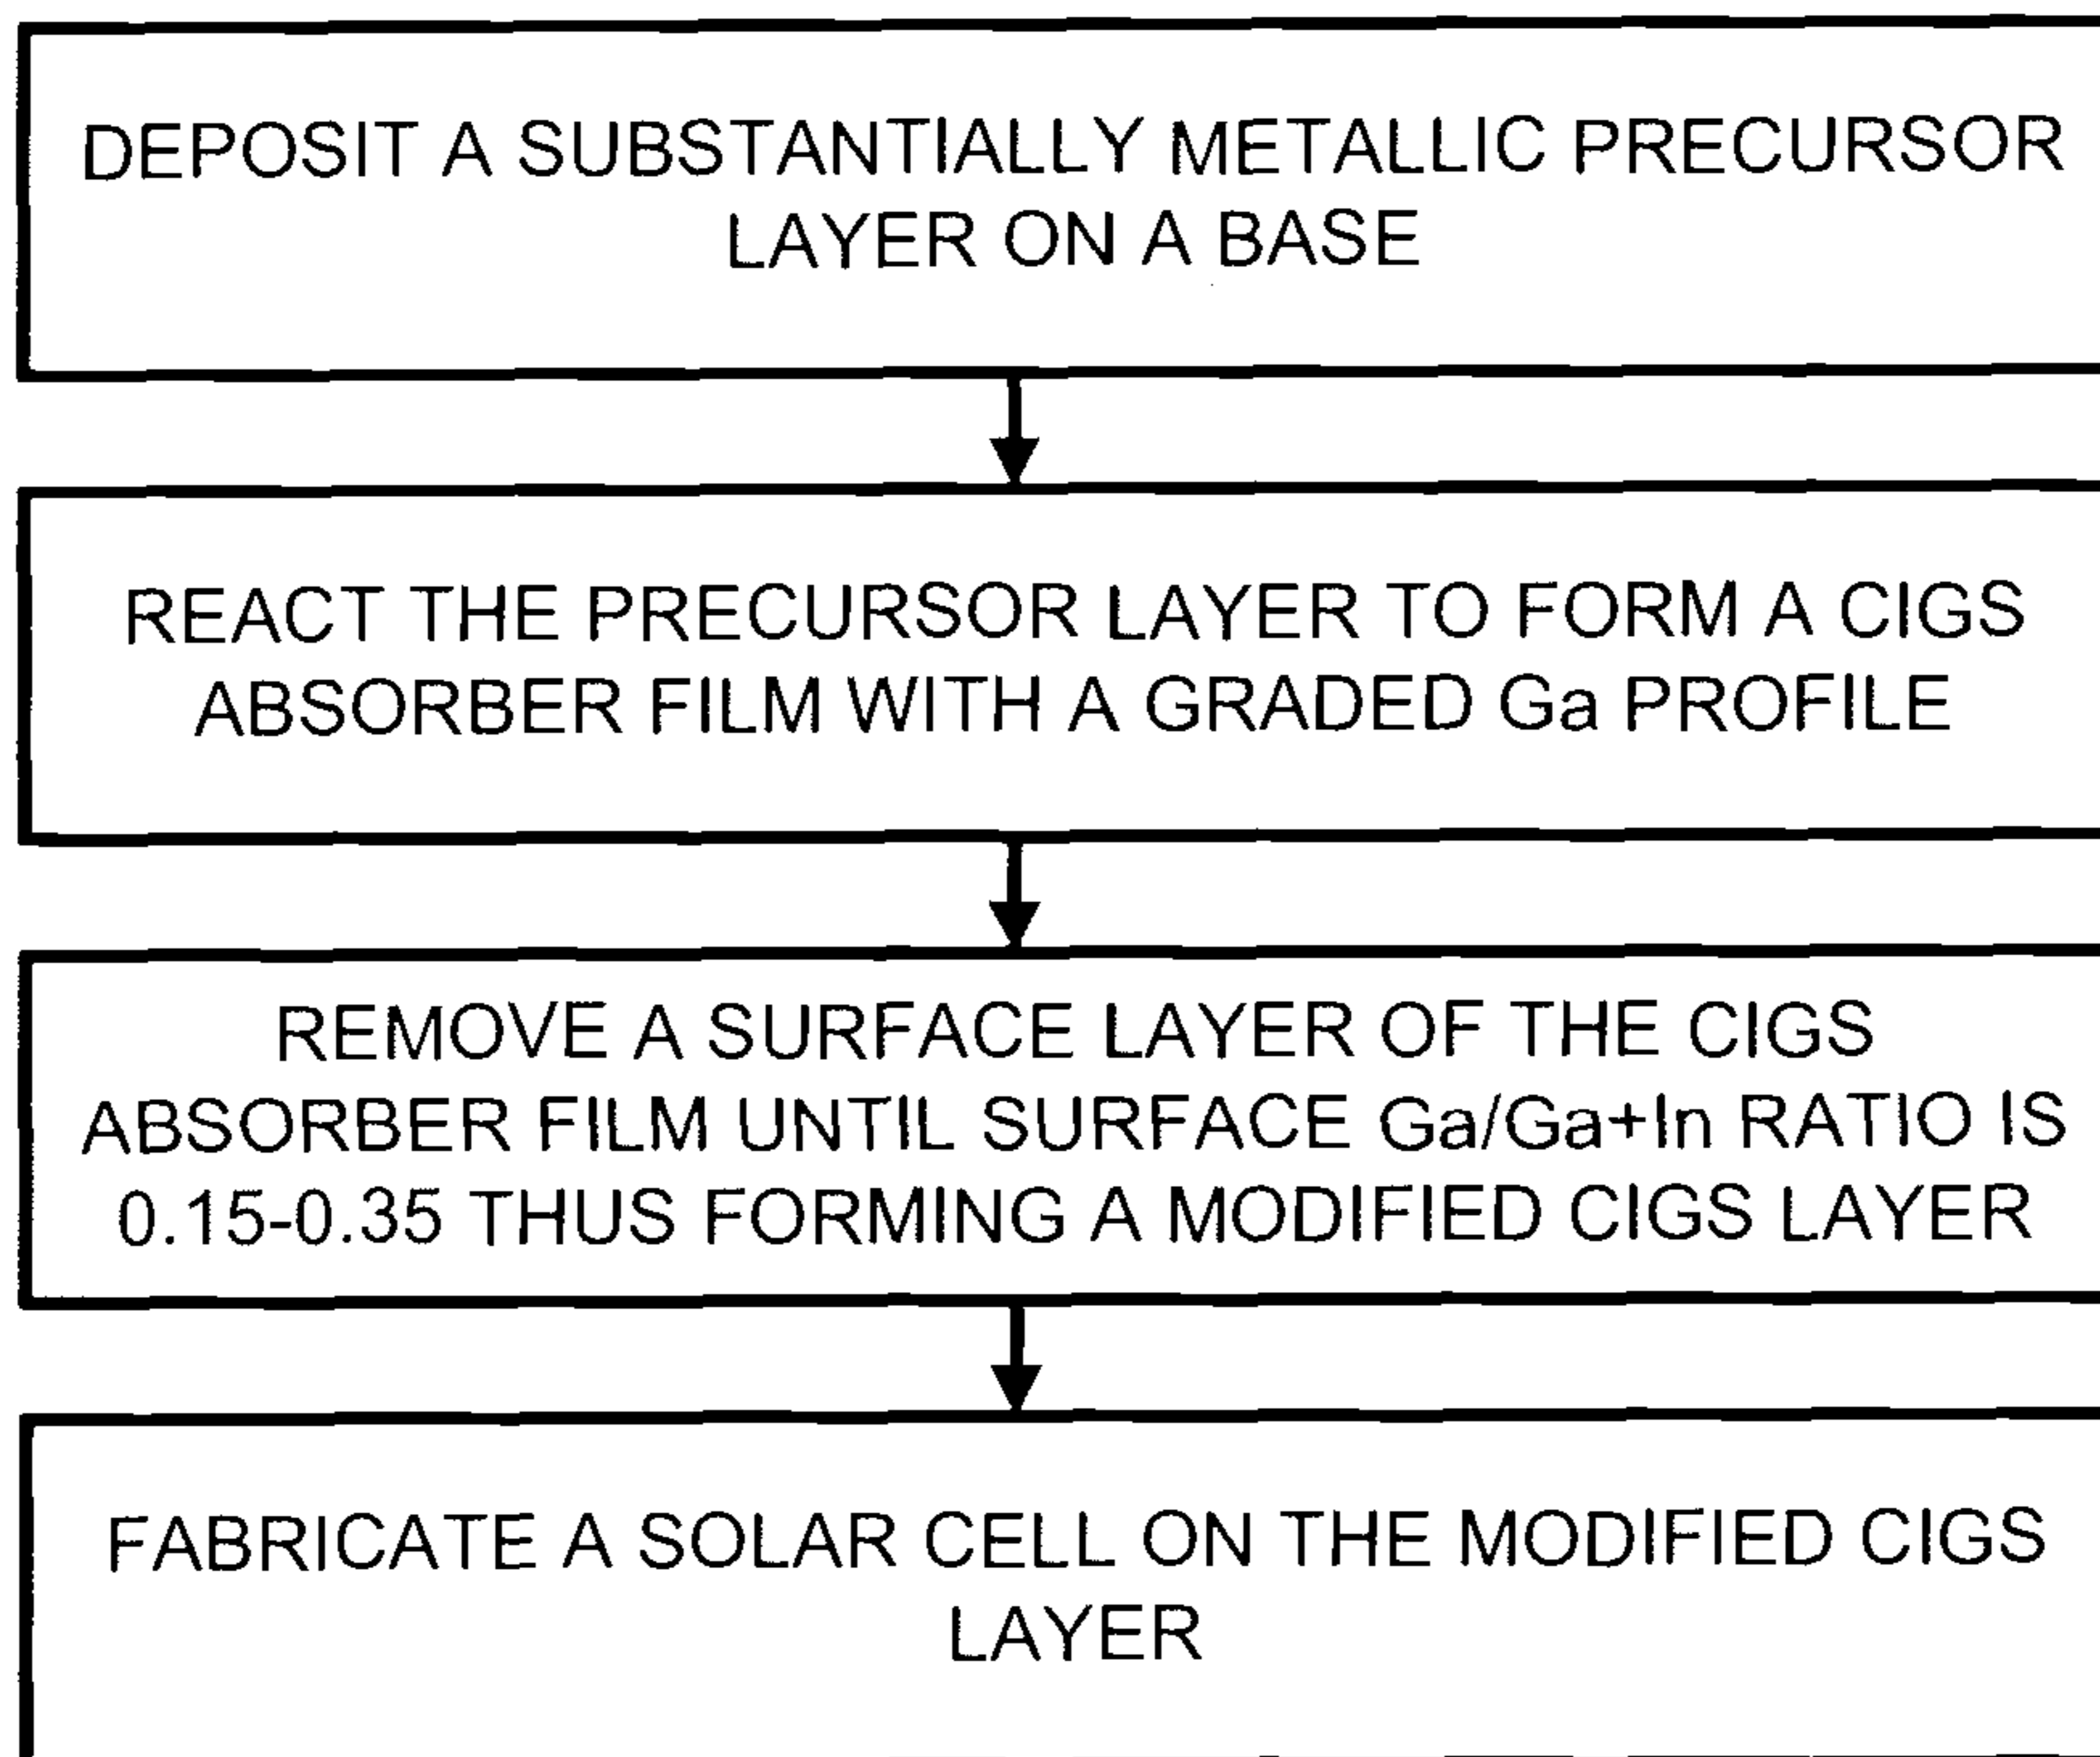 DEPOSIT A SUBSTANTIALLY METALLIC PRECURSOR
LAYER ON A BASE
REACT THE PRECURSOR LAYER TO FORM A CIGS
ABSORBER FILM WITH A GRADED Ga PROFILE
REMOVE A SURFACE LAYER OF THE CIGS
ABSORBER FILM UNTIL SURFACE Ga/Ga+In RATIO IS
0.15-0.35 THUS FORMING A MODIFIED CIGS LAYER
FABRICATE A SOLAR CELL ON THE MODIFIED CIGS
LAYER